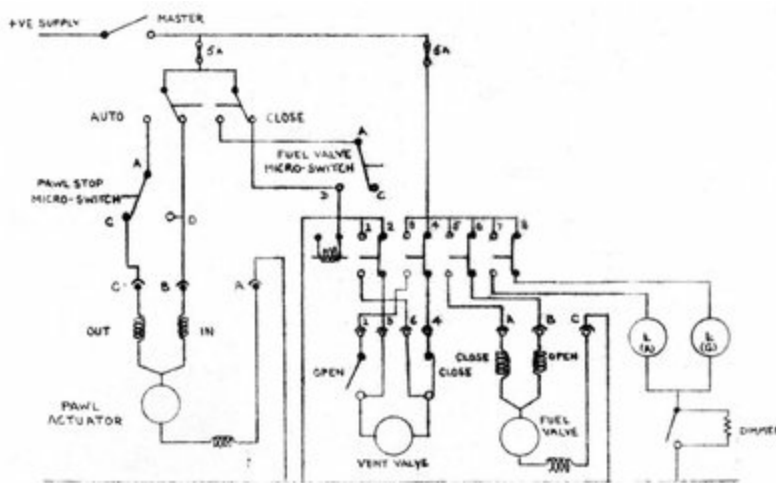 +VE SUPPLY
MASTER
5A
5A
AUTO
CLOSE
A
FUEL VALVE
MICRO-SWITCH
A
PAWL STOP
MICRO-SWITCH
C
D
D
C
1 2 3 4 5 6 7 8
C B A
1 3 6 4
A B C
OUT
IN
OPEN
CLOSE
CLOSE
OPEN
L
(A)
L
(G)
PAWL
ACTUATOR
VENT VALVE
FUEL
VALVE
DIMMER